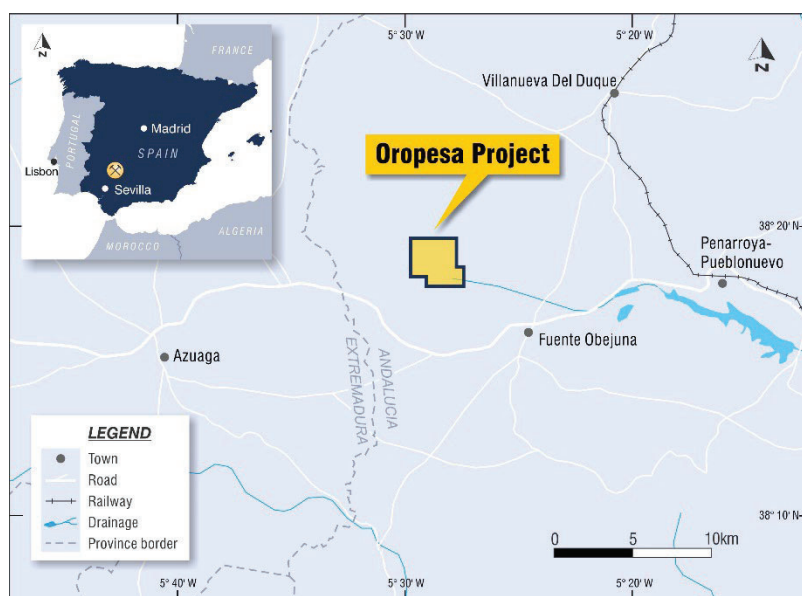 5° 30' W
5° 20' W
N
FRANCE
PORTUGAL
Madrid
SPAIN
Lisbon
Sevilla
MOROCCO
ALGERIA
N
Villanueva Del Duque
Oropesa Project
38° 20' N
Penarroya-
Pueblonuevo
Fuente Obejuna
Azuaga
ANDALUCIA
EXTREMADURA
LEGEND
Town
Road
Railway
Drainage
Province border
38° 10' N
0 5 10km
5° 40' W
5° 30' W
5° 20' W